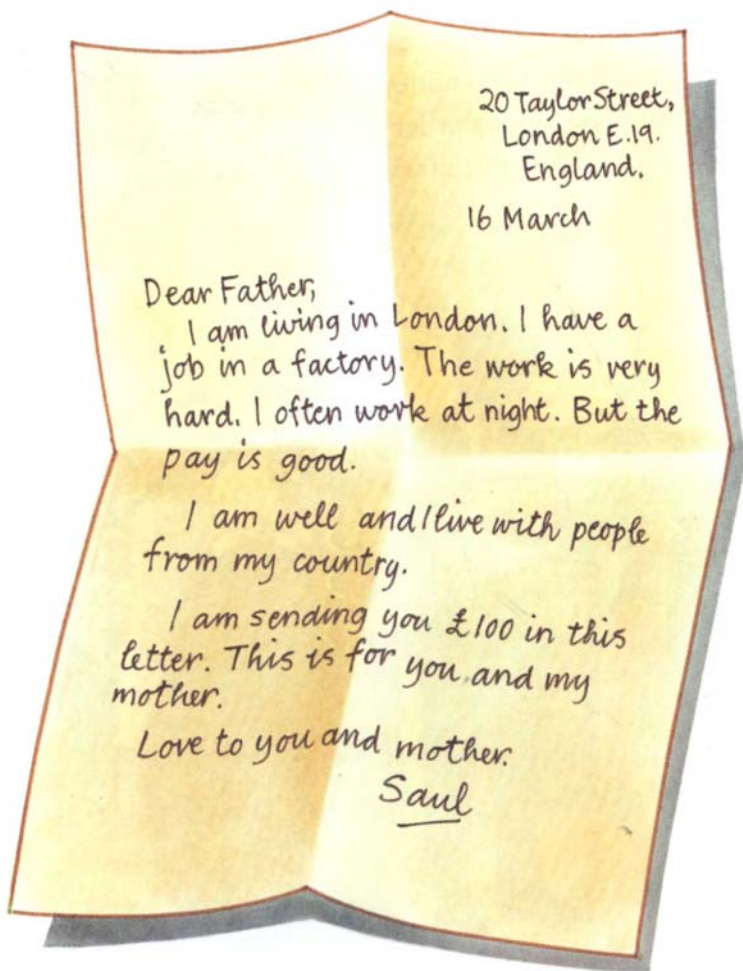 20 Taylor Street,
London E.19.
England.
16 March
Dear Father,
I am living in London. I have a
job in a factory. The work is very
hard. I often work at night. But the
pay is good.
I am well and I live with people
from my country.
I am sending you £100 in this
letter. This is for you and my
mother.
Love to you and mother.
Saul